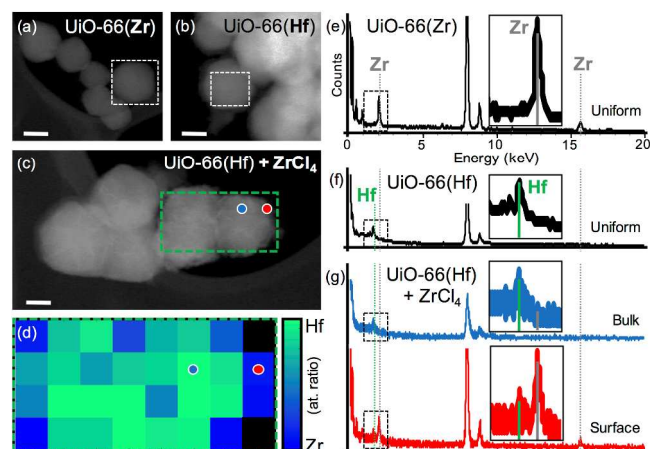 (a) UiO-66(Zr)
(b) UiO-66(Hf)
(c) UiO-66(Hf) + ZrCl4
(d)
Hf
(at. ratio)
Zr
(e) UiO-66(Zr)
Counts
Zr
Zr
Zr
Uniform
0 5 10 15 20
Energy (keV)
(f) UiO-66(Hf)
Hf
Hf
Uniform
(g) UiO-66(Hf)
+ ZrCl4
Bulk
Surface